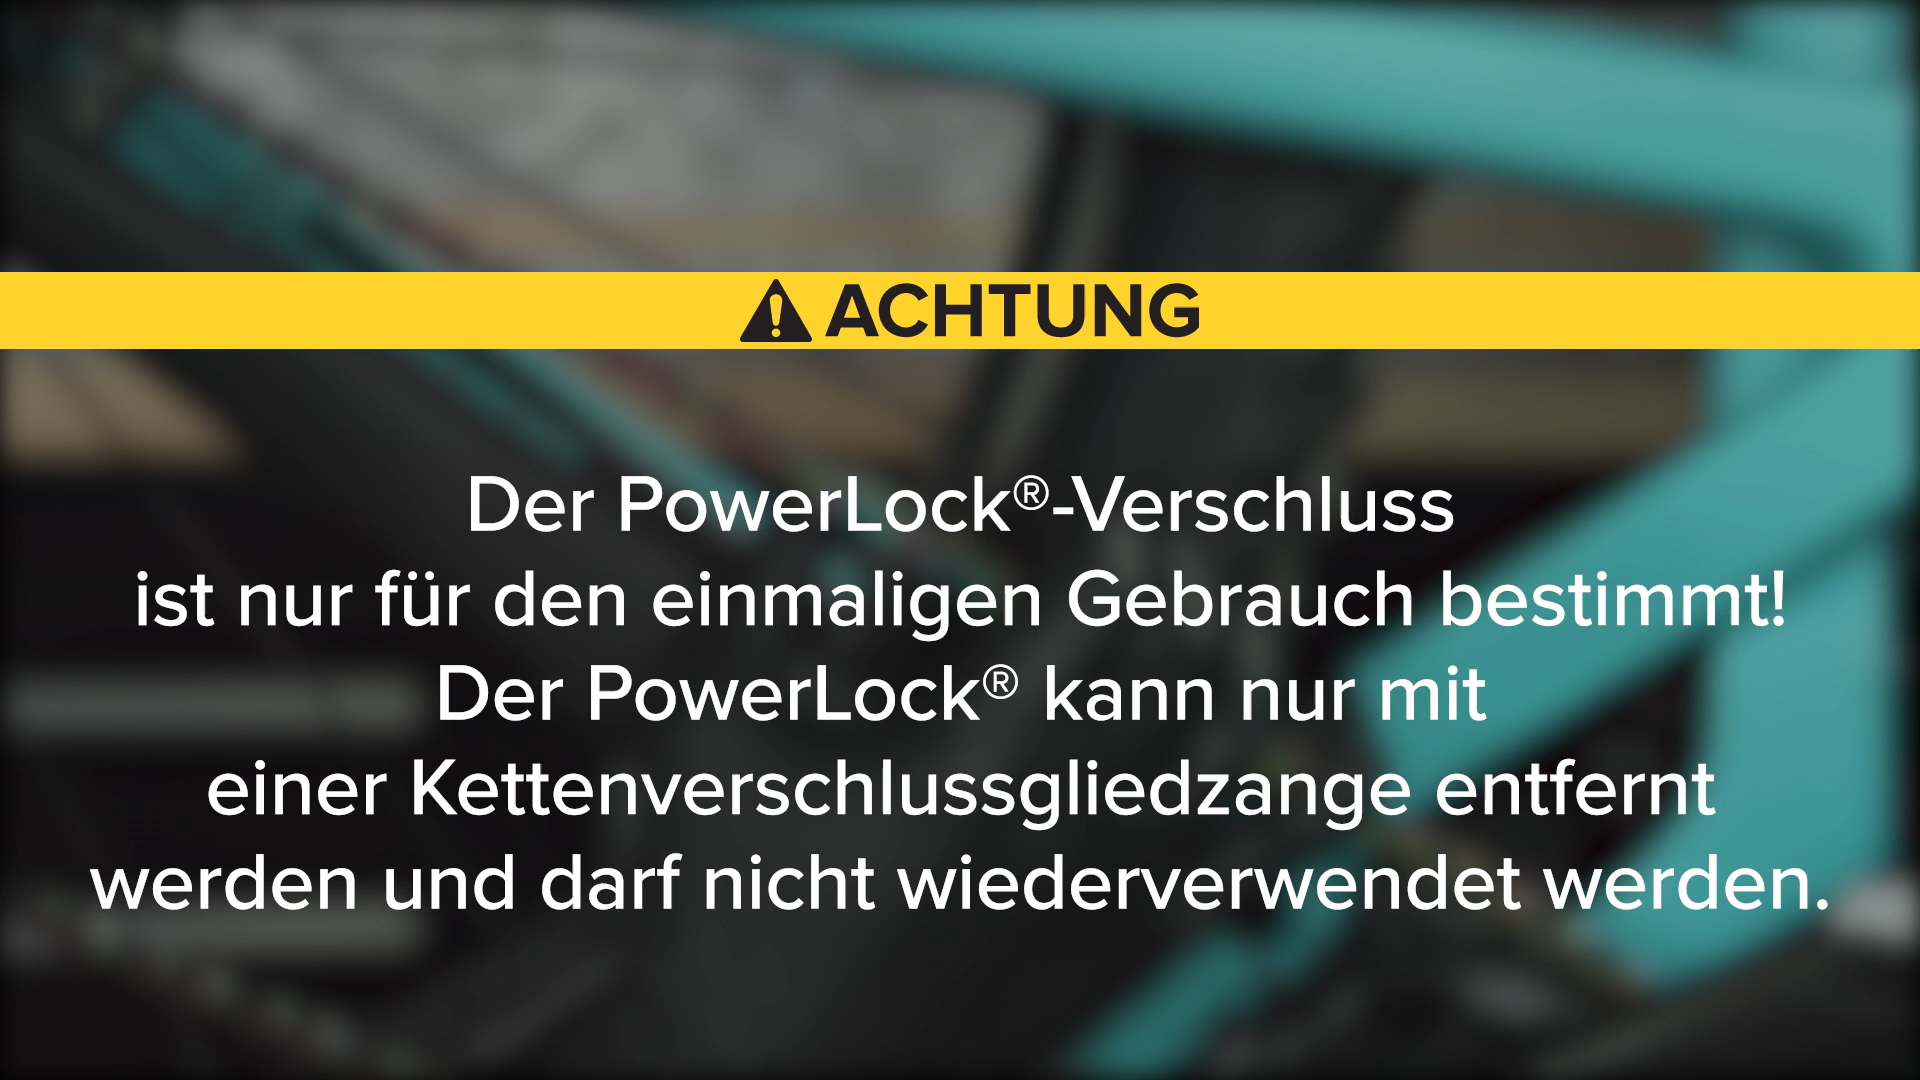 ACHTUNG
Der PowerLock®-Verschluss
ist nur für den einmaligen Gebrauch bestimmt!
Der PowerLock® kann nur mit
einer Kettenverschlussgliedzange entfernt
werden und darf nicht wiederverwendet werden.